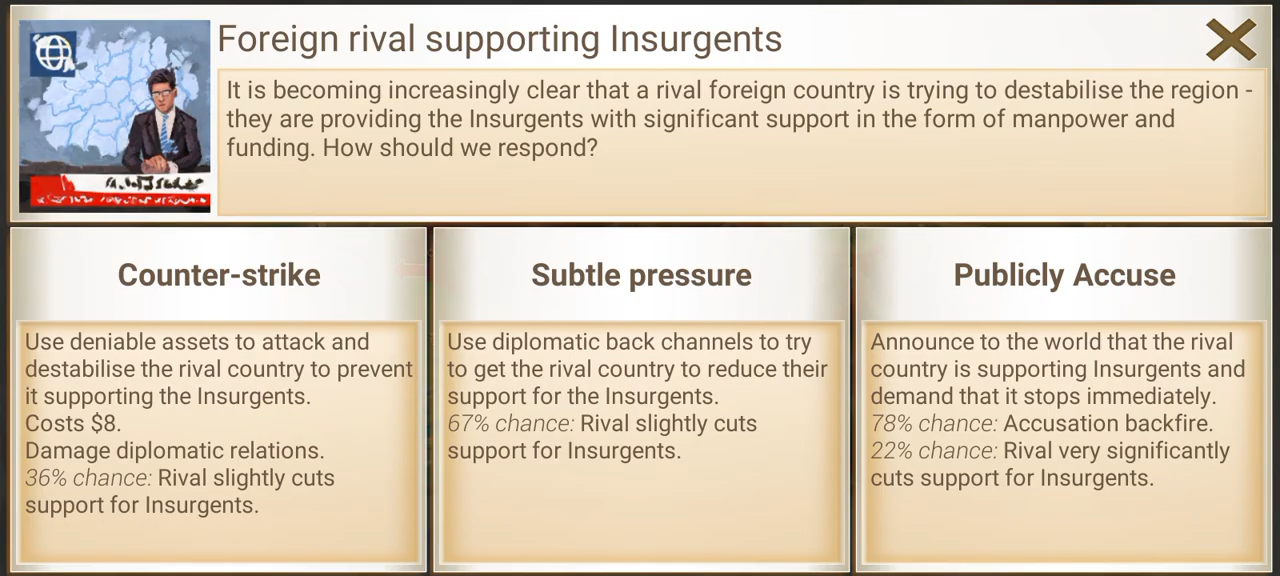 Foreign rival supporting Insurgents
It is becoming increasingly clear that a rival foreign country is trying to destabilise the region -
they are providing the Insurgents with significant support in the form of manpower and
funding. How should we respond?
Counter-strike
Use deniable assets to attack and
destabilise the rival country to prevent
it supporting the Insurgents.
Costs $8.
Damage diplomatic relations.
36% chance: Rival slightly cuts
support for Insurgents.
Subtle pressure
Use diplomatic back channels to try
to get the rival country to reduce their
support for the Insurgents.
67% chance: Rival slightly cuts
support for Insurgents.
Publicly Accuse
Announce to the world that the rival
country is supporting Insurgents and
demand that it stops immediately.
78% chance: Accusation backfire.
22% chance: Rival very significantly
cuts support for Insurgents.